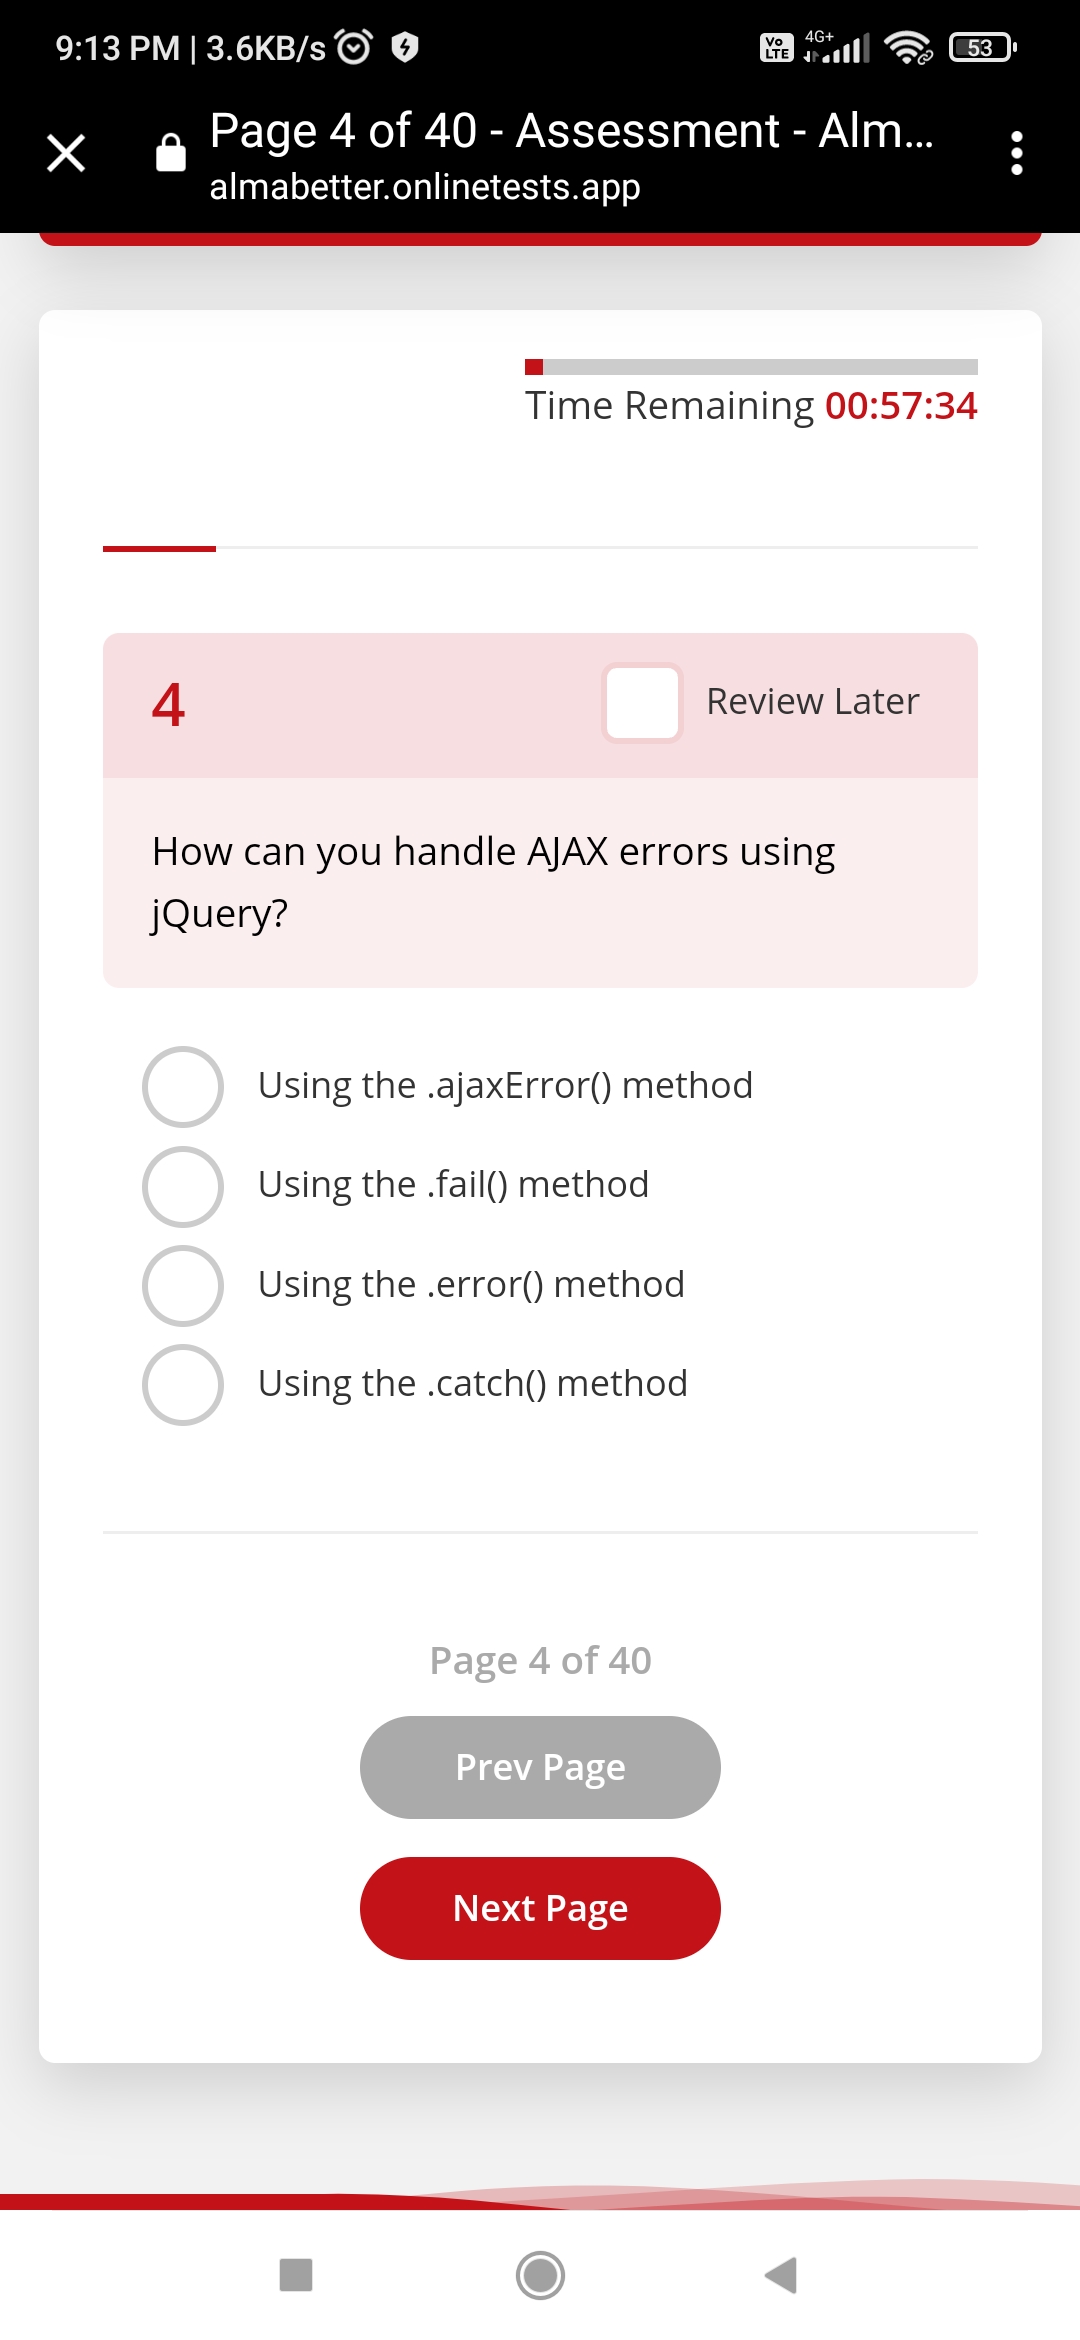 9:13 PM | 3.6KB/s
Vo LTE 4G+ 53
Page 4 of 40 - Assessment - Alm...
almabetter.onlinetests.app
Time Remaining 00:57:34
4
Review Later
How can you handle AJAX errors using
jQuery?
Using the .ajaxError() method
Using the .fail() method
Using the .error() method
Using the .catch() method
Page 4 of 40
Prev Page
Next Page